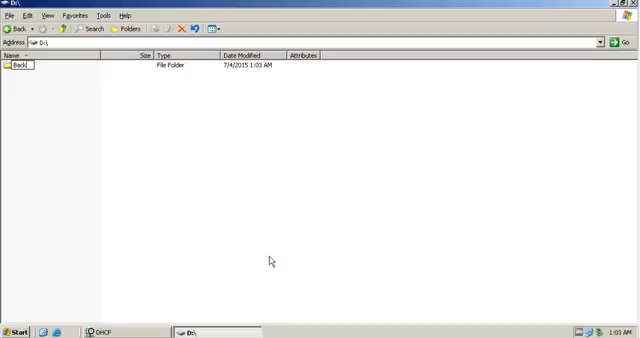 D:\
File Edit View Favorites Tools Help
Back Search Folders
Address D:\ Go
Name Size Type Date Modified Attributes
Back File Folder 7/4/2015 1:03 AM
Start DHCP D:\ 1:03 AM